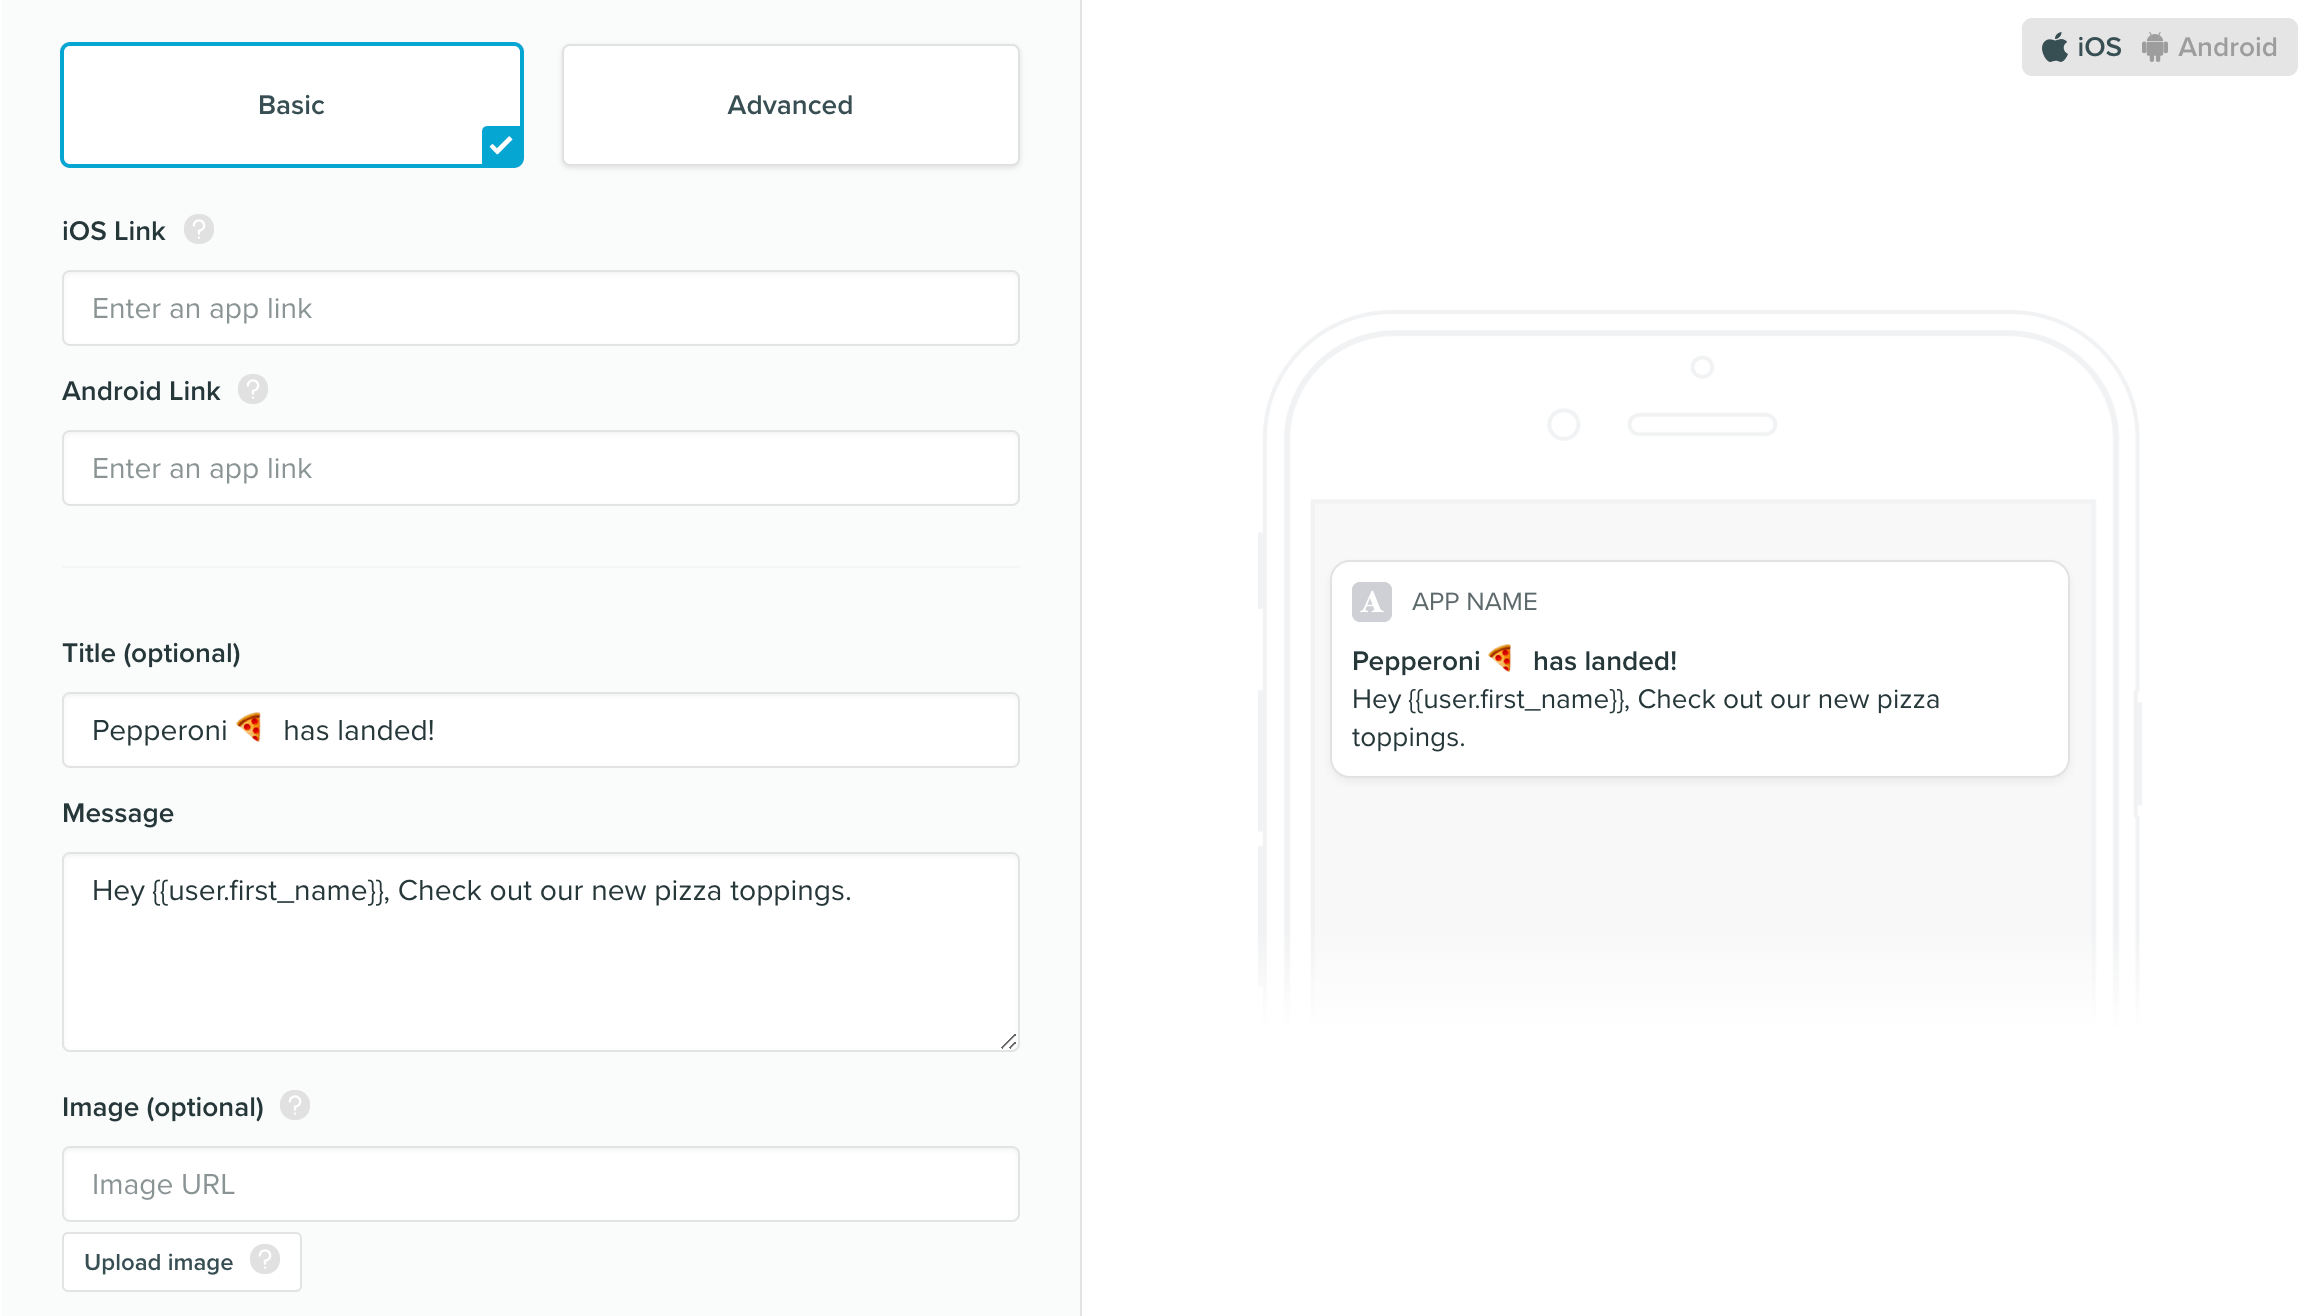 Basic
Advanced
iOS Link ?
Enter an app link
Android Link ?
Enter an app link
Title (optional)
Pepperoni 🍕 has landed!
Message
Hey {{user.first_name}}, Check out our new pizza toppings.
Image (optional) ?
Image URL
Upload image ?
iOS Android
A APP NAME
Pepperoni 🍕 has landed!
Hey {{user.first_name}}, Check out our new pizza
toppings.